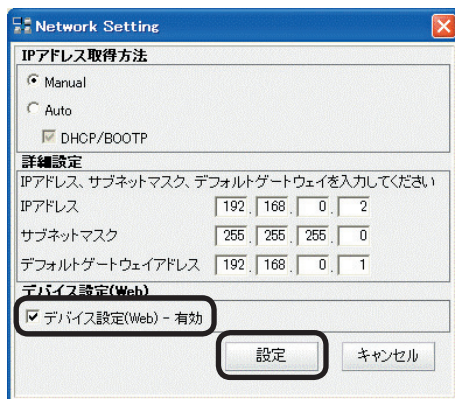 Network Setting
IPアドレス取得方法
Manual
Auto
DHCP/BOOTP
詳細設定
IPアドレス、サブネットマスク、デフォルトゲートウェイを入力してください
IPアドレス 192. 168. 0. 2
サブネットマスク 255. 255. 255. 0
デフォルトゲートウェイアドレス 192. 168. 0. 1
デバイス設定(Web)
デバイス設定(Web) - 有効
設定 キャンセル